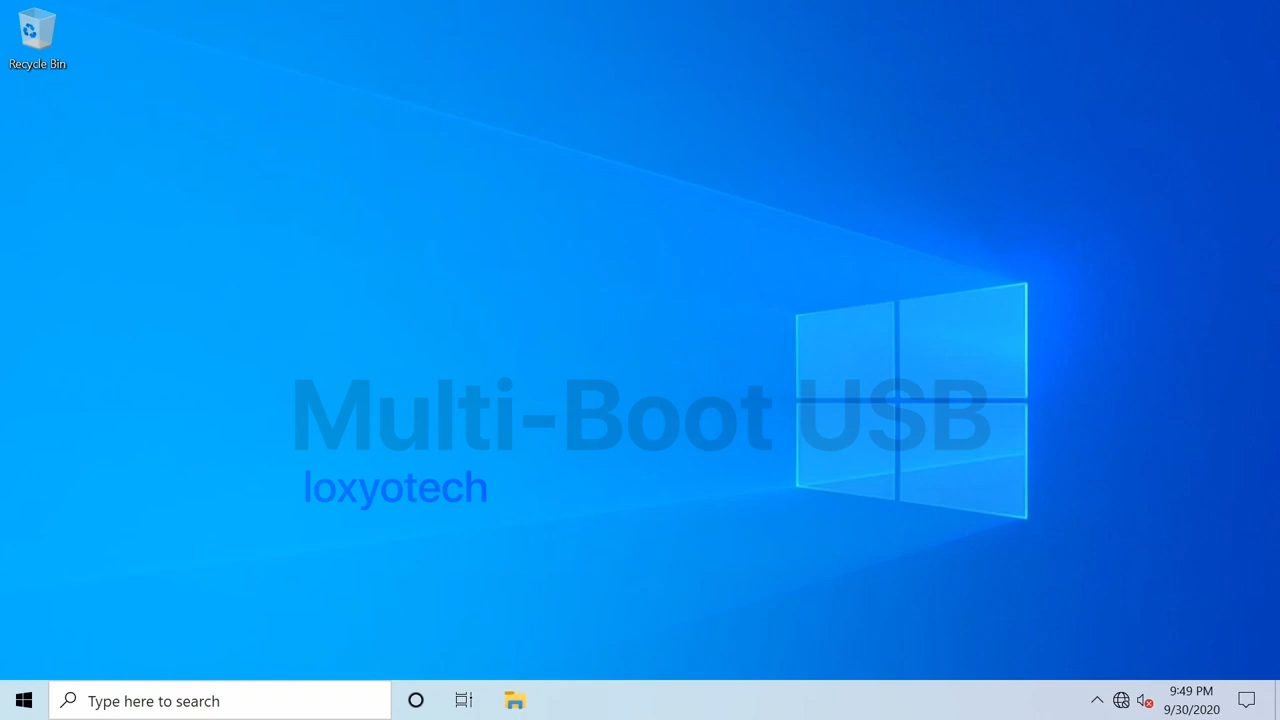 Recycle Bin
Multi-Boot USB
loxyotech
Type here to search
9:49 PM
9/30/2020